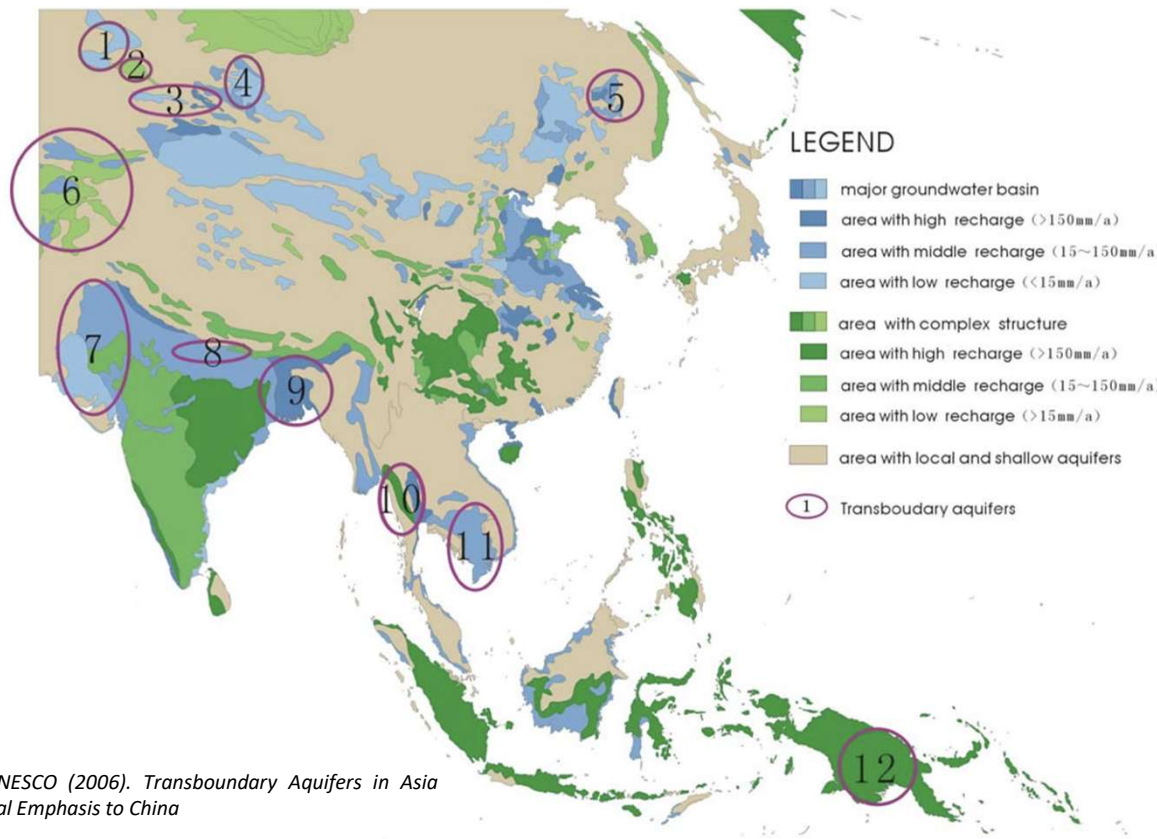 1
2
3
4
5
6
7
8
9
10
11
12
LEGEND
major groundwater basin
area with high recharge (>150mm/a)
area with middle recharge (15~150mm/a
area with low recharge (<15mm/a)
area with complex structure
area with high recharge (>150mm/a)
area with middle recharge (15~150mm/a)
area with low recharge (>15mm/a)
area with local and shallow aquifers
1 Transboudary aquifers
NESCO (2006). Transboundary Aquifers in Asia
al Emphasis to China